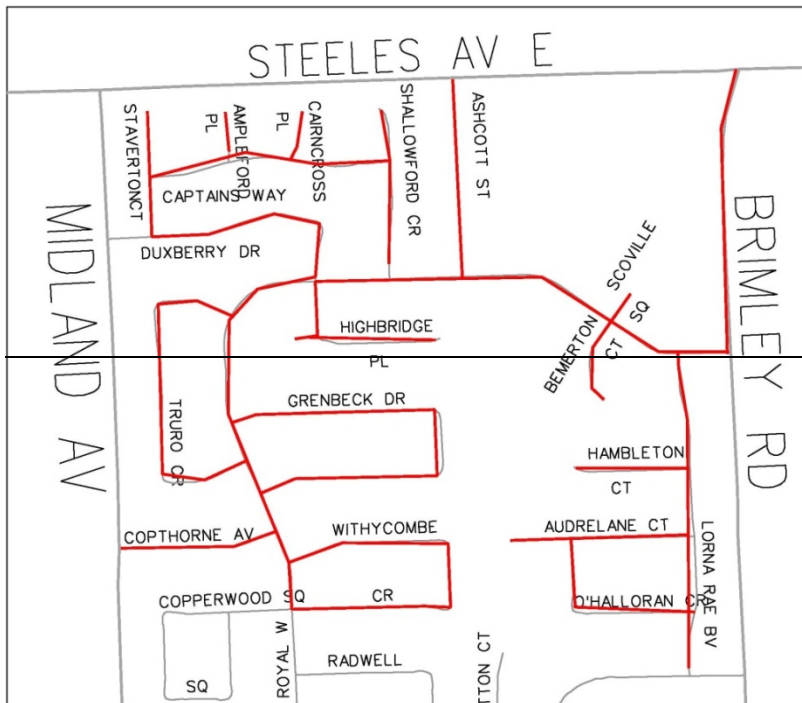 STEELES AV E
STAVERTONCT
AMPLEFORD
PL
CAIRNCROSS
PL
SHALLOWFORD CR
ASHCOTT ST
CAPTAINS WAY
MIDLAND AV
BRIMLEY RD
DUXBERRY DR
SCOVILLE
SQ
HIGHBRIDGE
PL
BEMERTON
CT
TRURO CR
GRENBECK DR
HAMBLETON
CT
COPTHORNE AV
WITHYCOMBE
CR
AUDRELANE CT
LORNA RAE BV
COPPERWOOD SQ
O'HALLORAN CR
ROYAL W
RADWELL
TTON CT
SQ